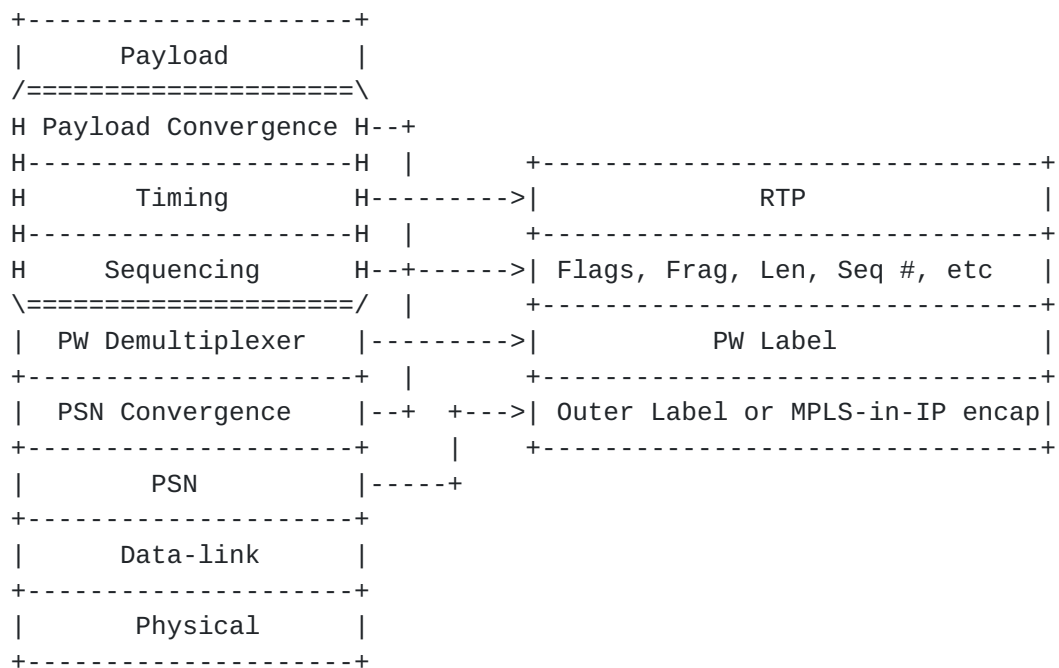 +---------------------+
|       Payload       |
/=====================\
H Payload Convergence H--+
H---------------------H  |       +--------------------------------+
H       Timing        H--------->|              RTP               |
H---------------------H  |       +--------------------------------+
H     Sequencing      H--+------>| Flags, Frag, Len, Seq #, etc   |
\=====================/  |       +--------------------------------+
|  PW Demultiplexer   |--------->|           PW Label             |
+---------------------+  |       +--------------------------------+
|  PSN Convergence    |--+  +--->| Outer Label or MPLS-in-IP encap|
+---------------------+     |    +--------------------------------+
|        PSN          |-----+
+---------------------+
|      Data-link      |
+---------------------+
|       Physical      |
+---------------------+